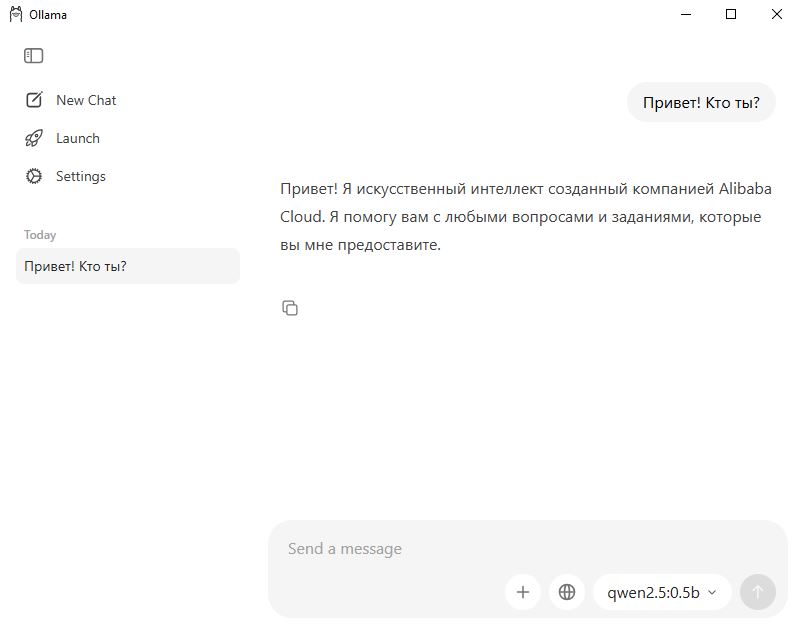 Ollama
New Chat
Launch
Settings
Today
Привет! Кто ты?
Привет! Кто ты?
Привет! Я искусственный интеллект созданный компанией Alibaba
Cloud. Я помогу вам с любыми вопросами и заданиями, которые
вы мне предоставите.
Send a message
qwen2.5:0.5b